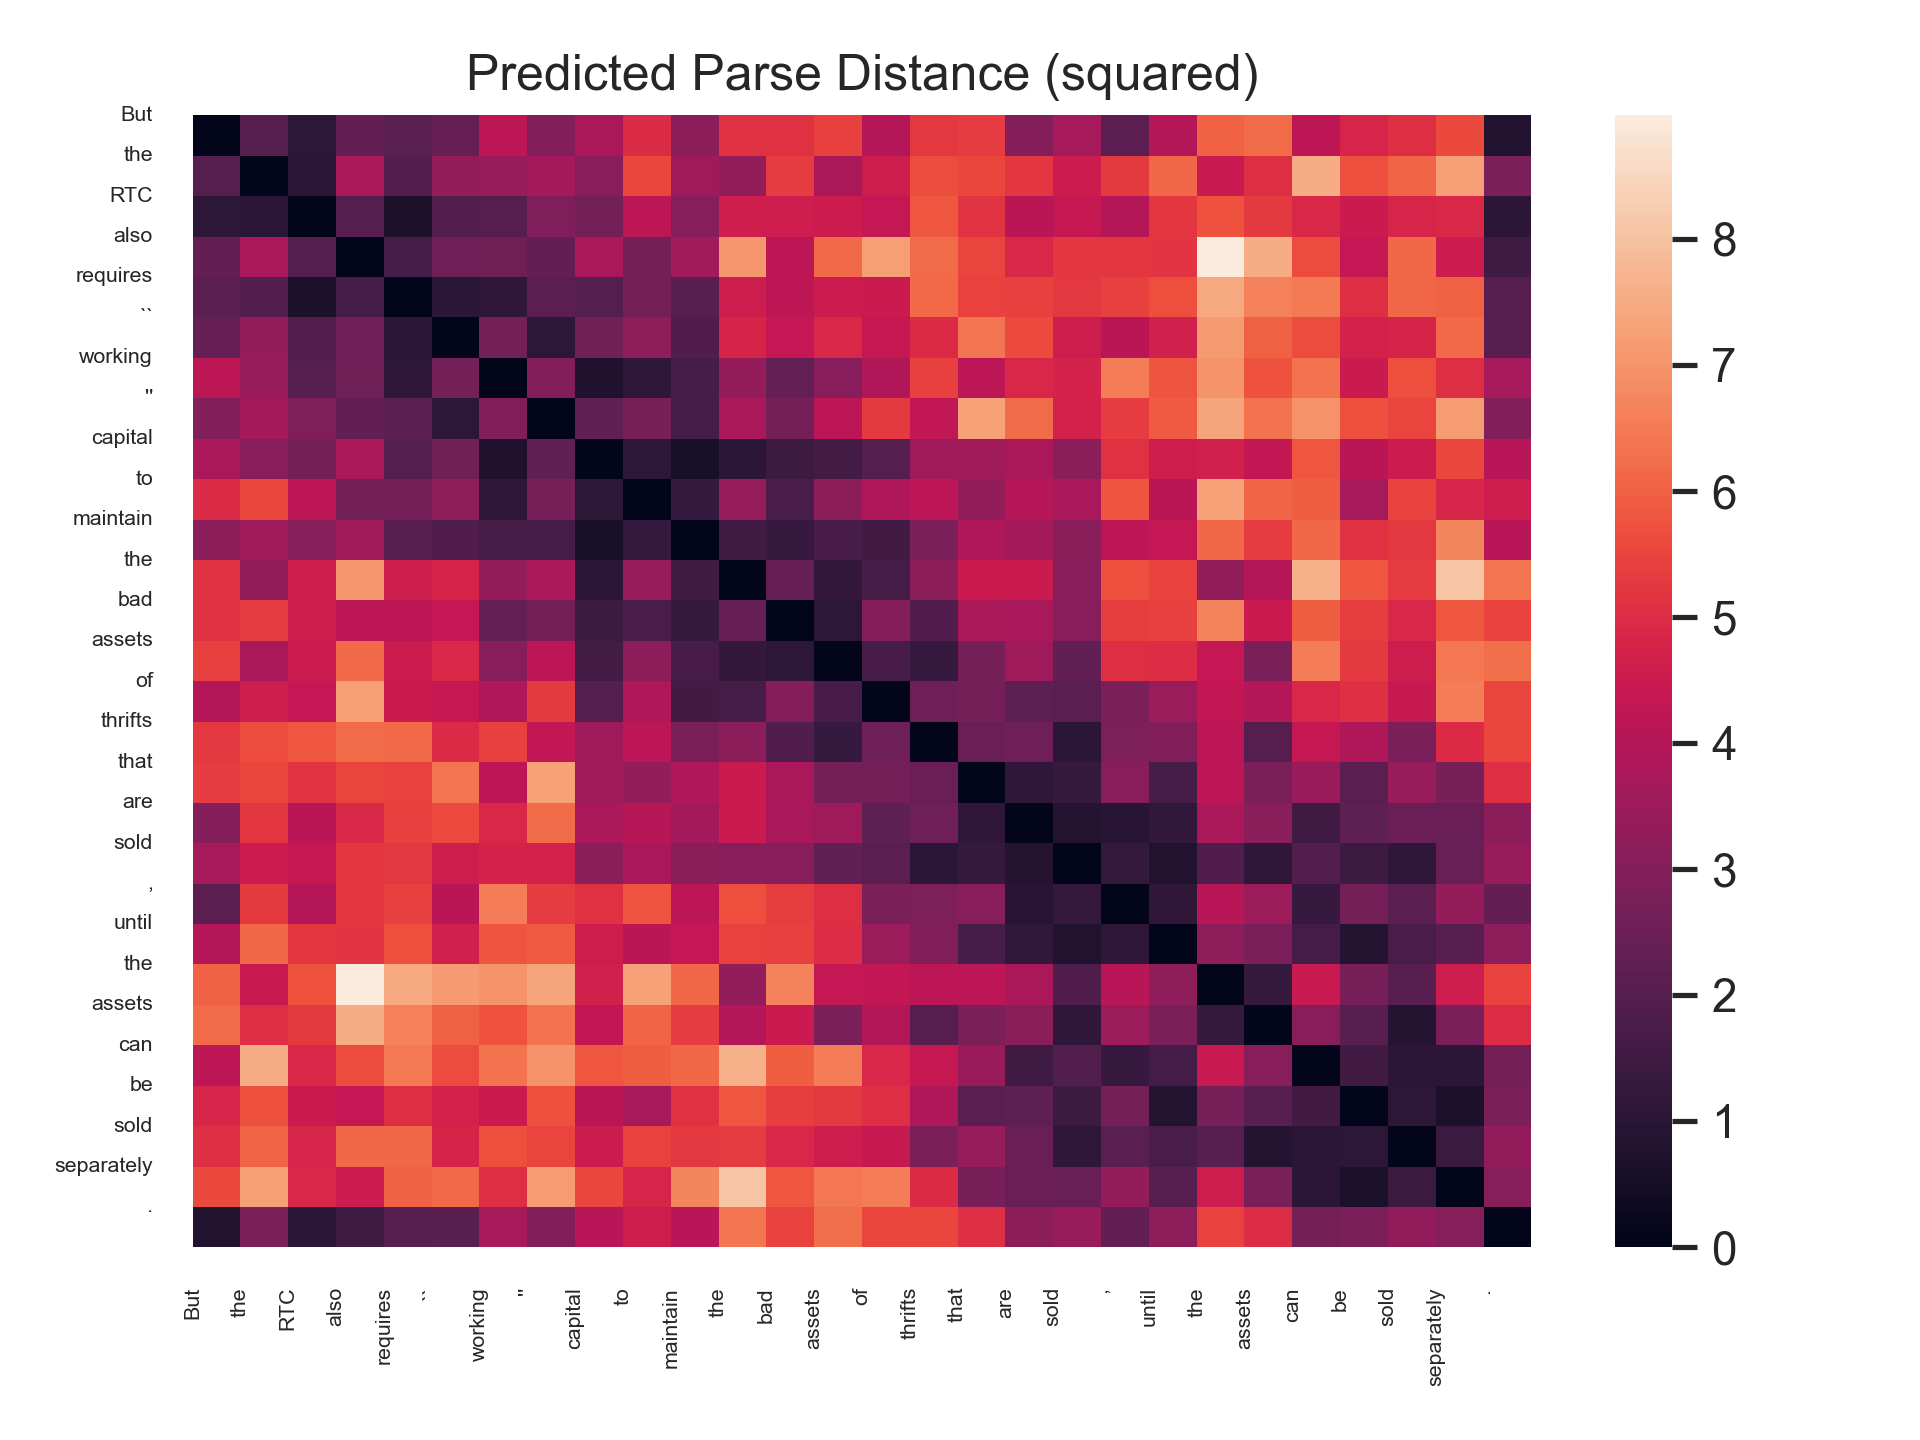 Predicted Parse Distance (squared)
But
the
RTC
also
requires
``
working
''
capital
to
maintain
the
bad
assets
of
thrifts
that
are
sold
,
until
the
assets
can
be
sold
separately
.
8
7
6
5
4
3
2
1
0
But
the
RTC
also
requires
``
working
''
capital
to
maintain
the
bad
assets
of
thrifts
that
are
sold
,
until
the
assets
can
be
sold
separately
.